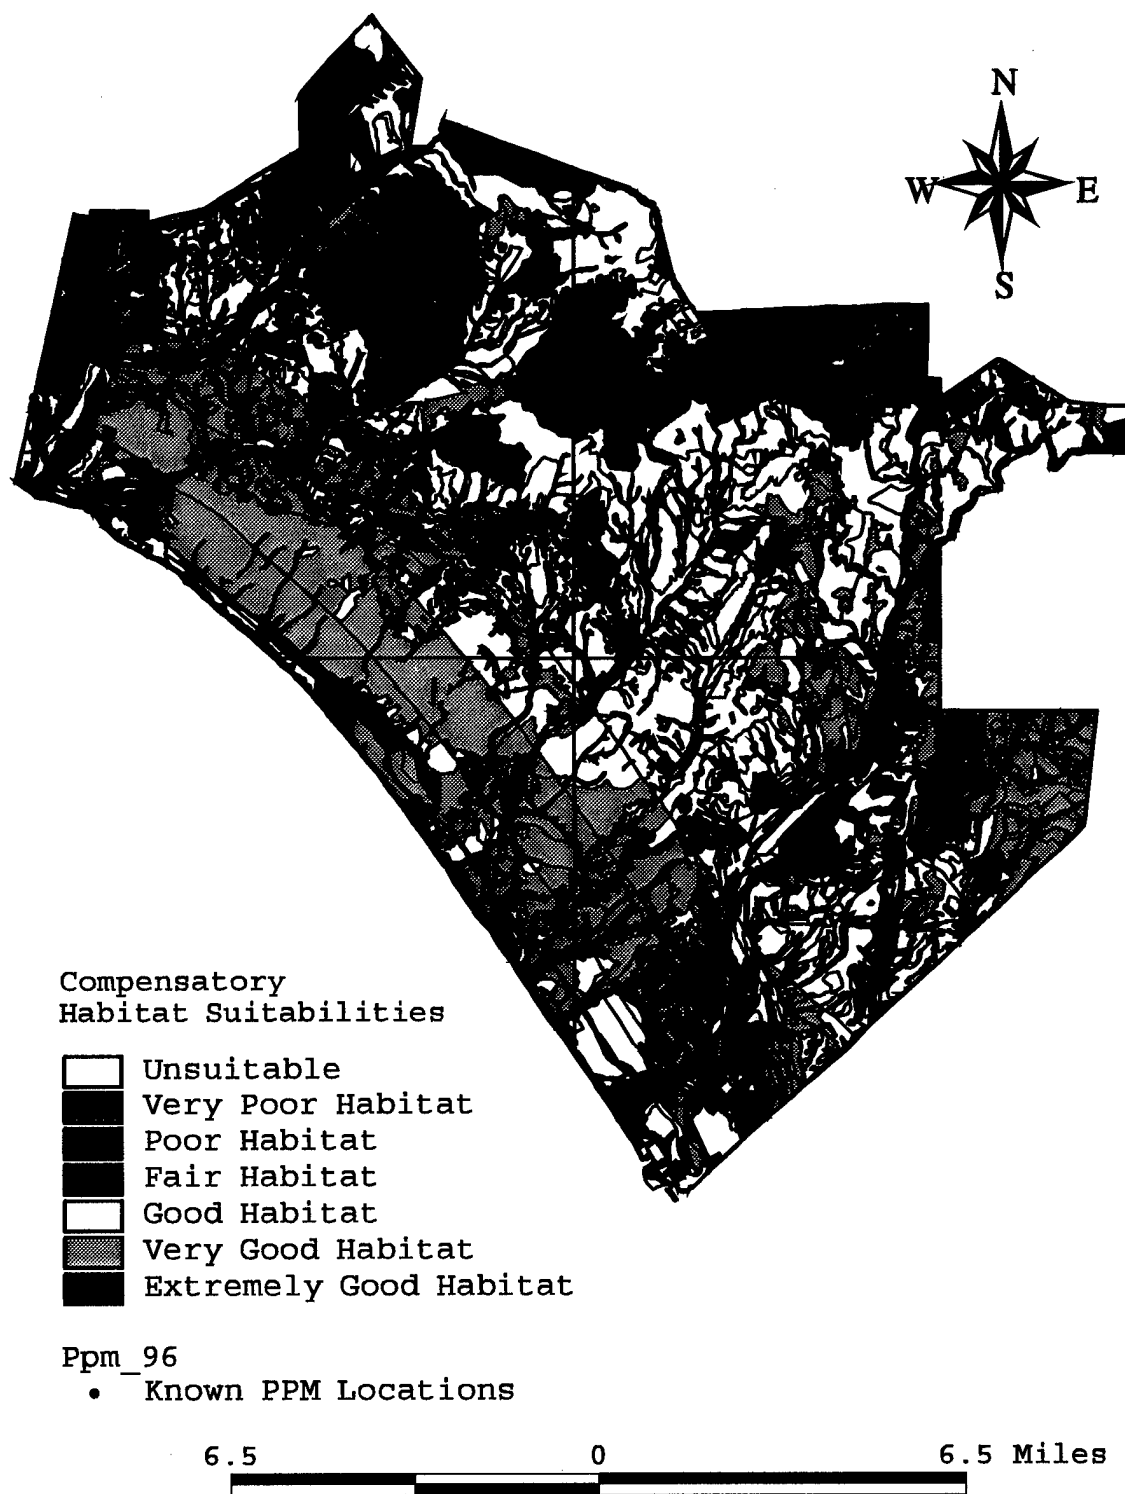 N
W E
S
Compensatory
Habitat Suitabilities
Unsuitable
Very Poor Habitat
Poor Habitat
Fair Habitat
Good Habitat
Very Good Habitat
Extremely Good Habitat
Ppm_96
• Known PPM Locations
6.5 0 6.5 Miles